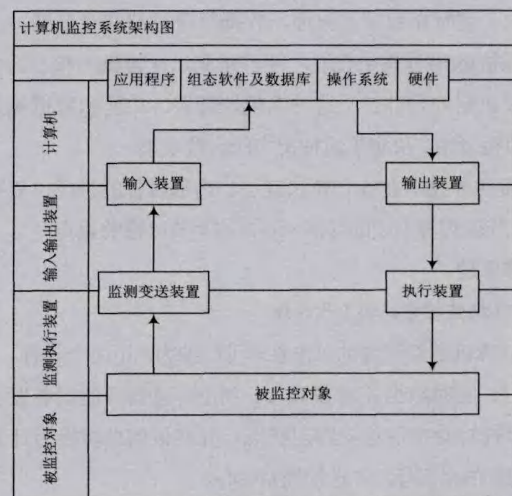 计算机监控系统架构图
应用程序 组态软件及数据库 操作系统 硬件
计算机
输入装置 输出装置
输入输出装置
监测变送装置 执行装置
监测执行装置
被监控对象
被监控对象